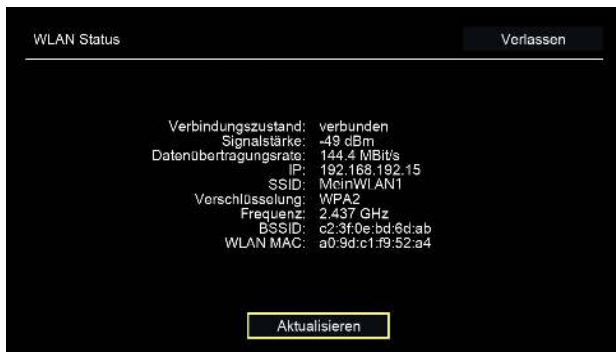 WLAN Status
Verlassen
Verbindungszustand: verbunden
Signalstärke: -49 dBm
Datenübertragungsrate: 144.4 MBit/s
IP: 192.168.192.15
SSID: MeinWLAN1
Verschlüsselung: WPA2
Frequenz: 2.437 GHz
BSSID: c2:3f:0e:bd:6d:ab
WLAN MAC: a0:9d:c1:f9:52:a4
Aktualisieren